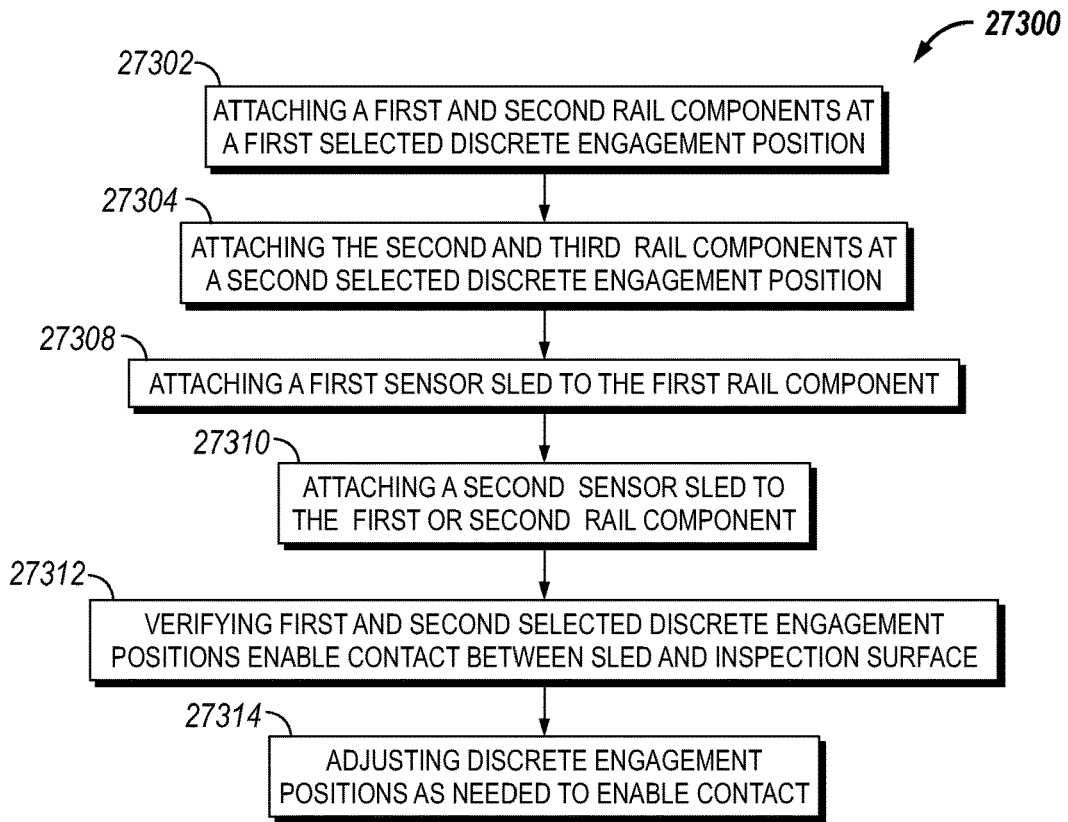 27300
27302
ATTACHING A FIRST AND SECOND RAIL COMPONENTS AT
A FIRST SELECTED DISCRETE ENGAGEMENT POSITION
27304
ATTACHING THE SECOND AND THIRD RAIL COMPONENTS AT
A SECOND SELECTED DISCRETE ENGAGEMENT POSITION
27308
ATTACHING A FIRST SENSOR SLED TO THE FIRST RAIL COMPONENT
27310
ATTACHING A SECOND SENSOR SLED TO
THE FIRST OR SECOND RAIL COMPONENT
27312
VERIFYING FIRST AND SECOND SELECTED DISCRETE ENGAGEMENT
POSITIONS ENABLE CONTACT BETWEEN SLED AND INSPECTION SURFACE
27314
ADJUSTING DISCRETE ENGAGEMENT
POSITIONS AS NEEDED TO ENABLE CONTACT